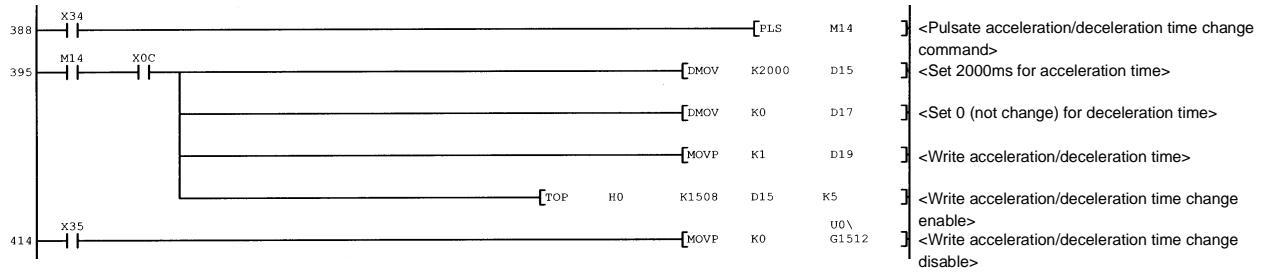 X34
388 PLS M14 <Pulsate acceleration/deceleration time change command>
M14 X0C
395 DMOV K2000 D15 <Set 2000ms for acceleration time>
DMOV K0 D17 <Set 0 (not change) for deceleration time>
MOVP K1 D19 <Write acceleration/deceleration time>
TOP H0 K1508 D15 K5 <Write acceleration/deceleration time change enable>
X35 U0\
414 MOVP K0 G1512 <Write acceleration/deceleration time change disable>